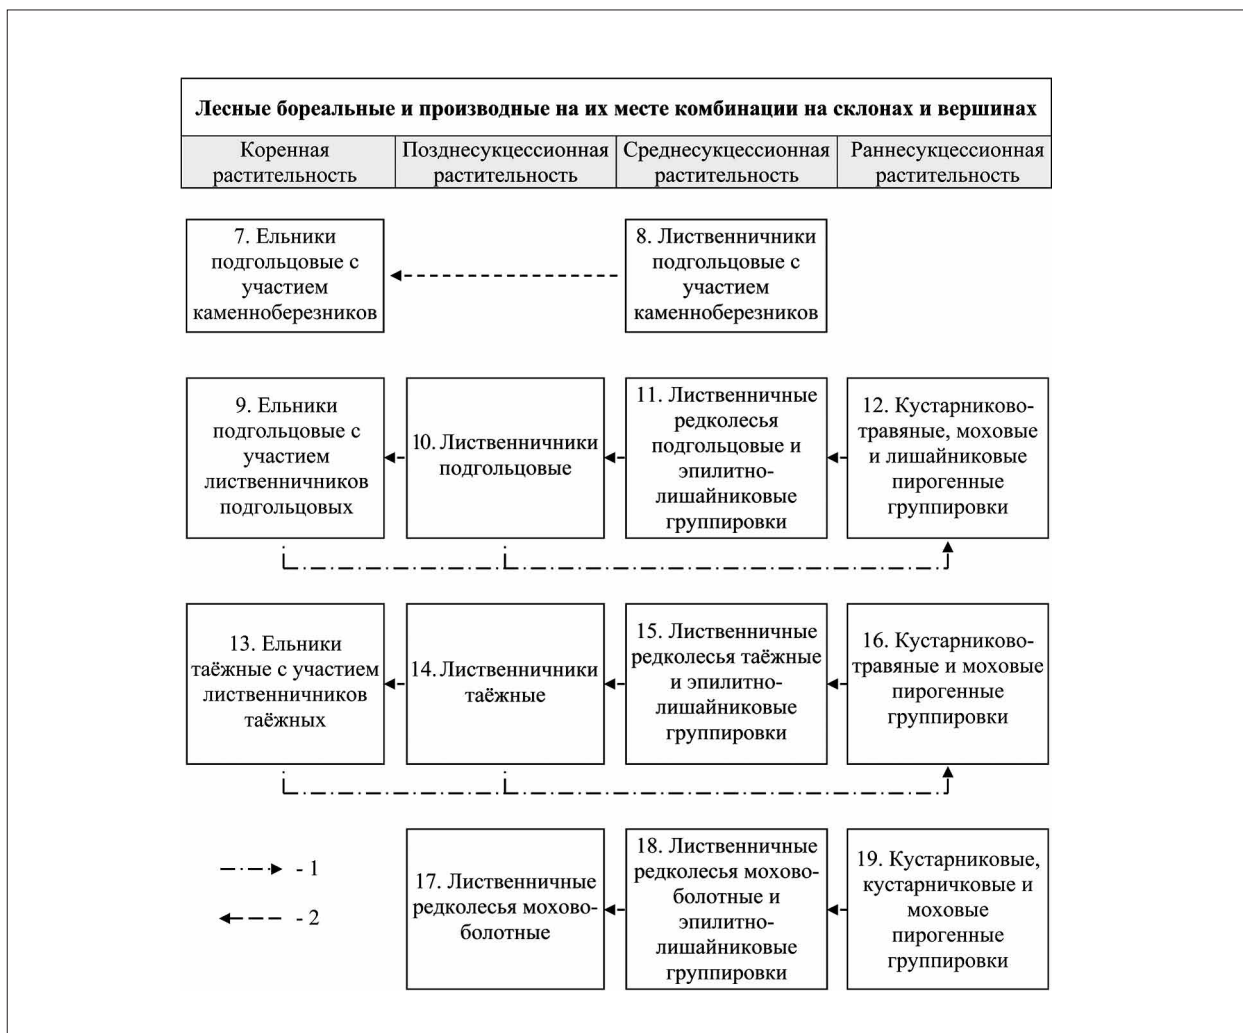 Лесные бореальные и производные на их месте комбинации на склонах и вершинах
Коренная
растительность
Позднесукцессионная
растительность
Среднесукцессионная
растительность
Раннесукцессионная
растительность
7. Ельники
подгольцовые с
участием
каменноберезников
8. Лиственничники
подгольцовые с
участием
каменноберезников
9. Ельники
подгольцовые с
участием
лиственничников
подгольцовых
10. Лиственничники
подгольцовые
11. Лиственничные
редколесья
подгольцовые и
эпилитно-
лишайниковые
группировки
12. Кустарниково-
травяные, моховые
и лишайниковые
пирогенные
группировки
13. Ельники
таёжные с участием
лиственничников
таёжных
14. Лиственничники
таёжные
15. Лиственничные
редколесья таёжные
и эпилитно-
лишайниковые
группировки
16. Кустарниково-
травяные и моховые
пирогенные
группировки
17. Лиственничные
редколесья мохово-
болотные
18. Лиственничные
редколесья мохово-
болотные и
эпилитно-
лишайниковые
группировки
19. Кустарниковые,
кустарничковые и
моховые
пирогенные
группировки
- 1
- 2